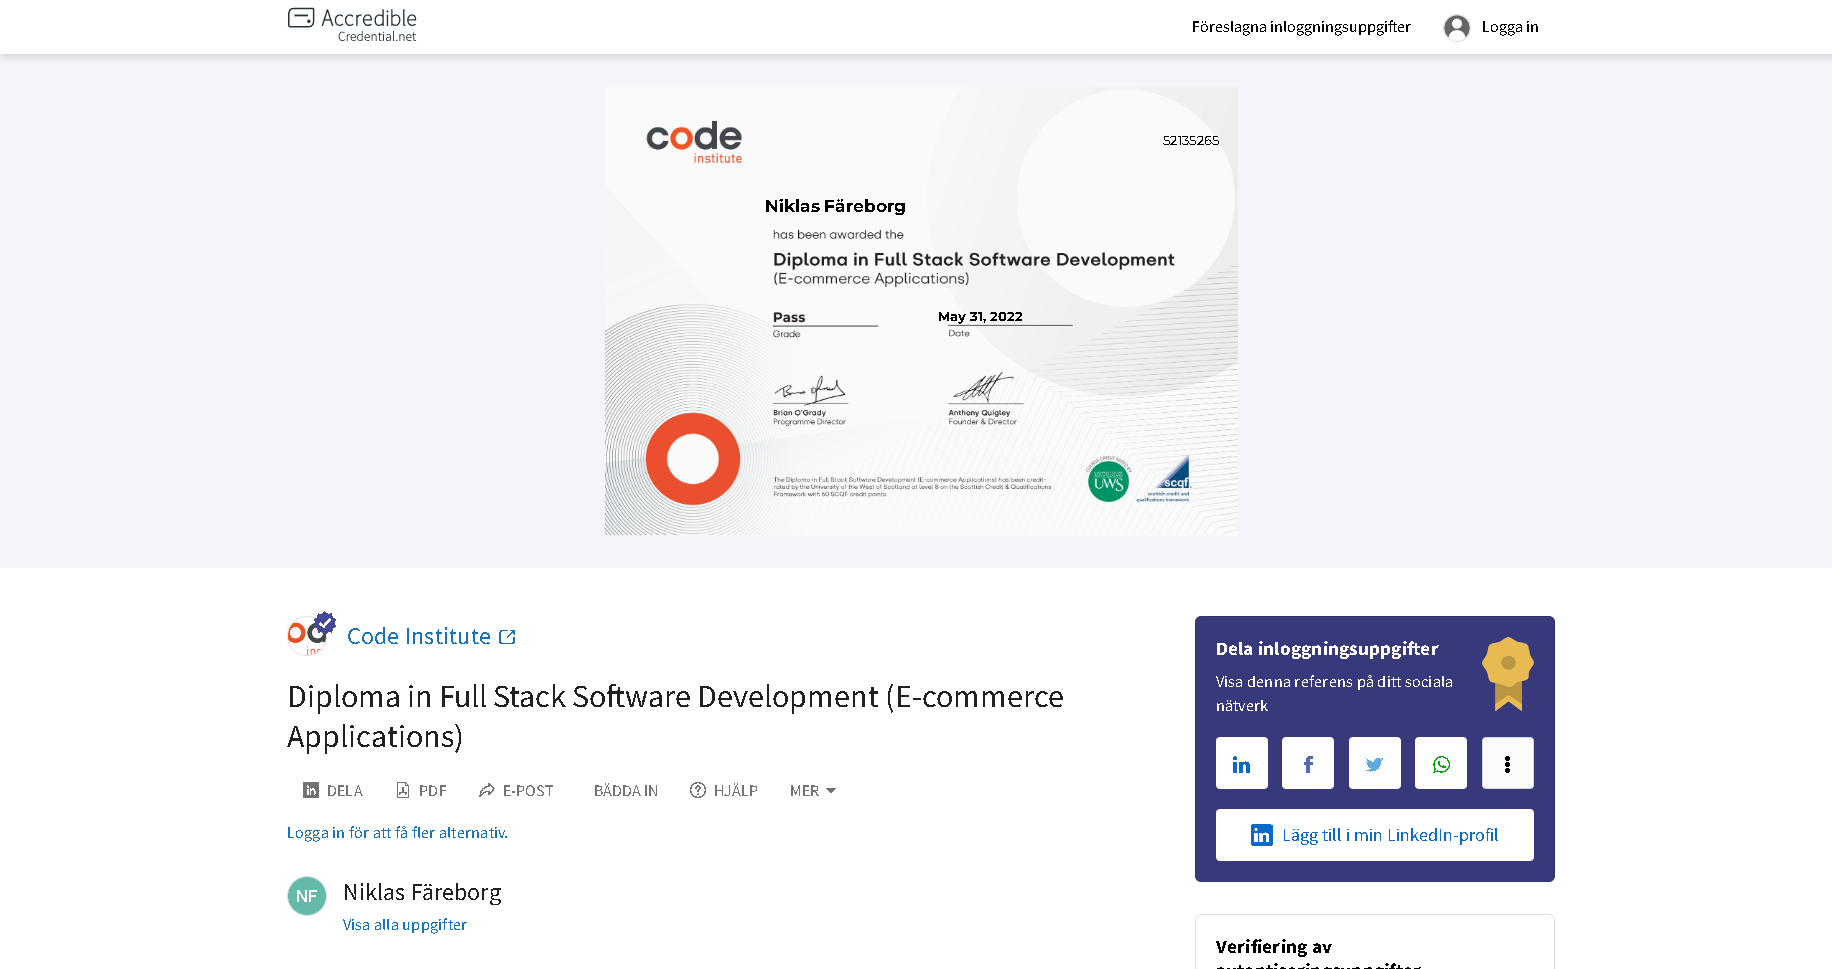 Accredible
Credential.net
Föreslagna inloggningsuppgifter
Logga in
code
institute
52135265
Niklas Färeborg
has been awarded the
Diploma in Full Stack Software Development
(E-commerce Applications)
Pass
Grade
May 31, 2022
Date
Brian O'Grady
Programme Director
Anthony Quigley
Founder & Director
The Diploma in Full Stack Software Development (E-commerce Applications) has been credit-
rated by the University of the West of Scotland at level 8 on the Scottish Credit & Qualifications
Framework with 60 SCQF credit points.
UWS
scqf
scottish credit and
qualifications framework
Code Institute
Diploma in Full Stack Software Development (E-commerce
Applications)
DELA
PDF
E-POST
BÄDDA IN
HJÄLP
MER
Logga in för att få fler alternativ.
NF
Niklas Färeborg
Visa alla uppgifter
Dela inloggningsuppgifter
Visa denna referens på ditt sociala
nätverk
Lägg till i min LinkedIn-profil
Verifiering av